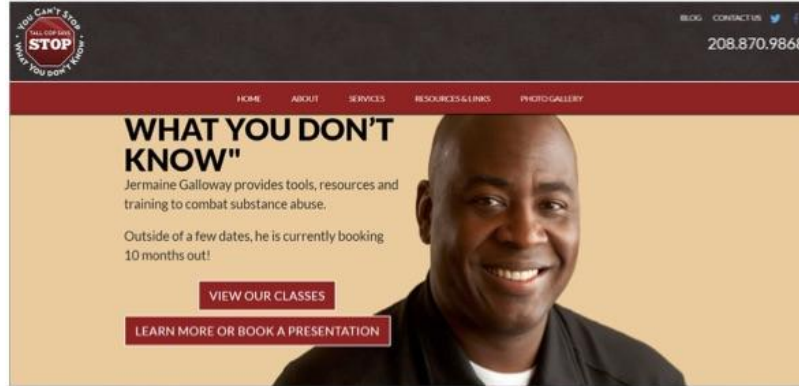 YOU CAN'T STOP
TALL COP SAYS
STOP
WHAT YOU DON'T KNOW
BLOG CONTACT US
208.870.9868
HOME ABOUT SERVICES RESOURCES & LINKS PHOTO GALLERY
WHAT YOU DON'T
KNOW"
Jermaine Galloway provides tools, resources and
training to combat substance abuse.
Outside of a few dates, he is currently booking
10 months out!
VIEW OUR CLASSES
LEARN MORE OR BOOK A PRESENTATION